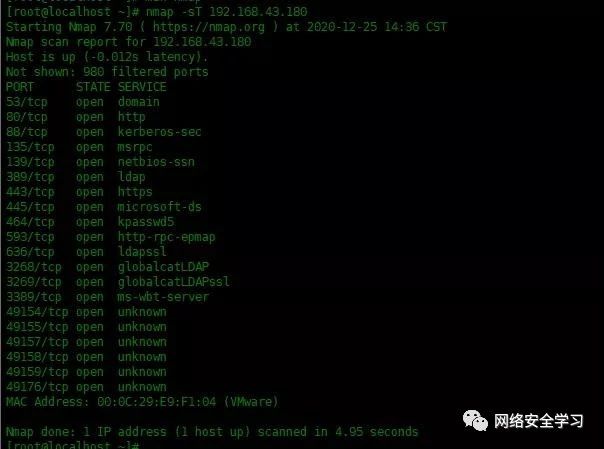 [root@localhost ~]# nmap -sT 192.168.43.180
Starting Nmap 7.70 ( https://nmap.org ) at 2020-12-25 14:36 CST
Nmap scan report for 192.168.43.180
Host is up (-0.012s latency).
Not shown: 980 filtered ports
PORT      STATE SERVICE
53/tcp    open  domain
80/tcp    open  http
88/tcp    open  kerberos-sec
135/tcp   open  msrpc
139/tcp   open  netbios-ssn
389/tcp   open  ldap
443/tcp   open  https
445/tcp   open  microsoft-ds
464/tcp   open  kpasswd5
593/tcp   open  http-rpc-epmap
636/tcp   open  ldapssl
3268/tcp  open  globalcatLDAP
3269/tcp  open  globalcatLDAPssl
3389/tcp  open  ms-wbt-server
49154/tcp open  unknown
49155/tcp open  unknown
49157/tcp open  unknown
49158/tcp open  unknown
49159/tcp open  unknown
49176/tcp open  unknown
MAC Address: 00:0C:29:E9:F1:04 (VMware)
网络安全学习
Nmap done: 1 IP address (1 host up) scanned in 4.95 seconds
[root@localhost ~]#